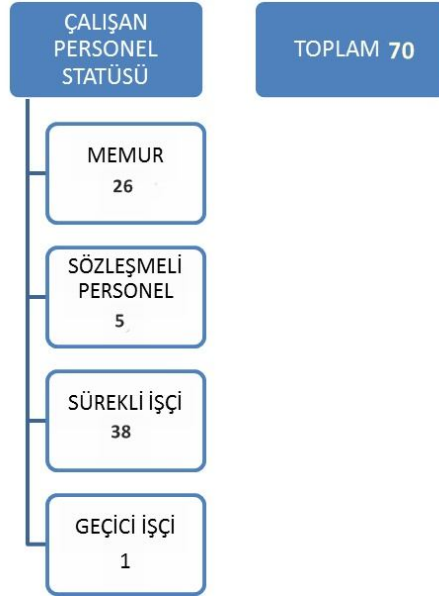 ÇALIŞAN
PERSONEL
STATÜSÜ
TOPLAM 70
MEMUR
26
SÖZLEŞMELİ
PERSONEL
5
SÜREKLİ İŞÇİ
38
GEÇİCİ İŞÇİ
1